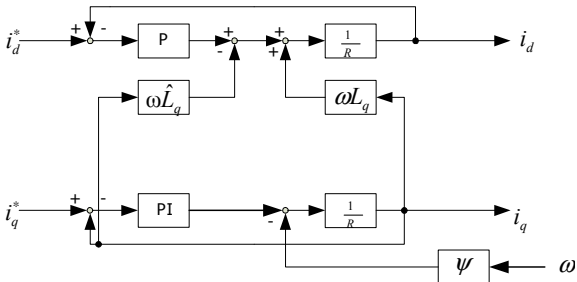 + - P + - + + 1/R
i_d^* i_d
ωL̂_q ωL_q
+ - PI - 1/R
i_q^* i_q
ψ ω